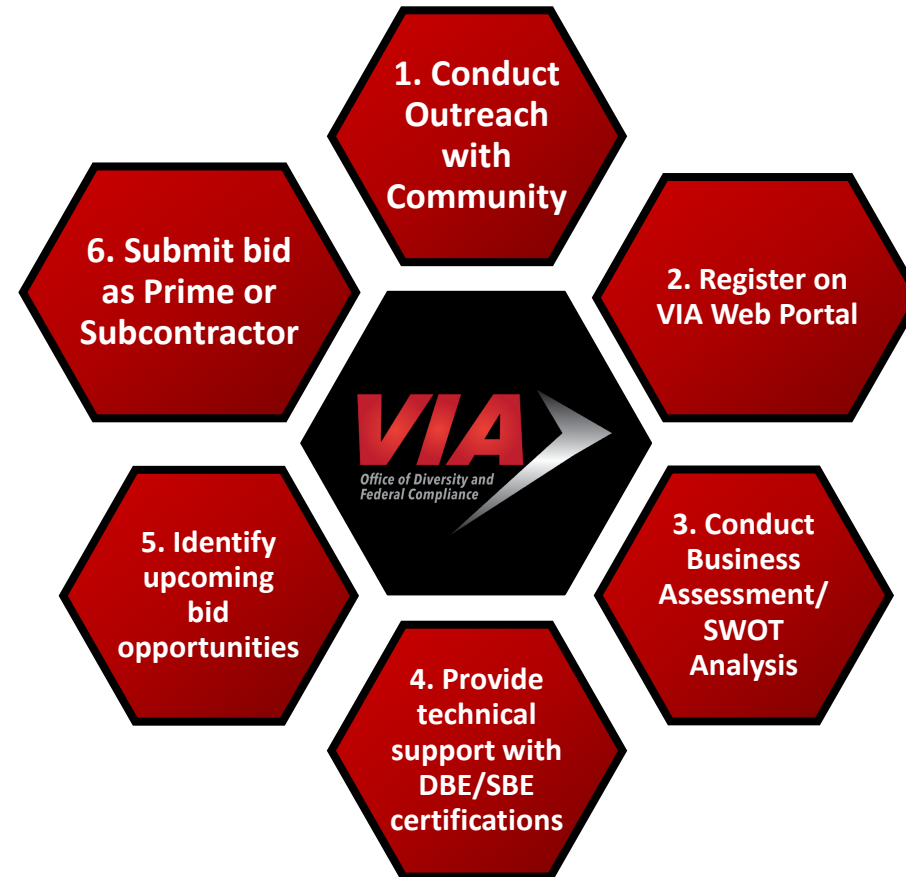 1. Conduct
Outreach
with
Community
2. Register on
VIA Web Portal
3. Conduct
Business
Assessment/
SWOT
Analysis
4. Provide
technical
support with
DBE/SBE
certifications
5. Identify
upcoming
bid
opportunities
6. Submit bid
as Prime or
Subcontractor
VIA
Office of Diversity and
Federal Compliance